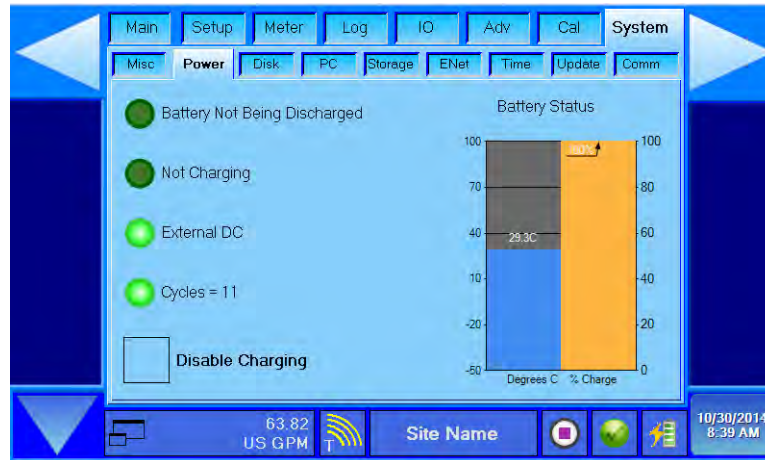 Main Setup Meter Log IO Adv Cal System
Misc Power Disk PC Storage ENet Time Update Comm
Battery Not Being Discharged
Not Charging
External DC
Cycles = 11
Disable Charging
Battery Status
100 100
70 80
40 60
29.3C
10 40
-20 20
-50 0
Degrees C % Charge
63.82
US GPM
T
Site Name
10/30/2014
8:39 AM